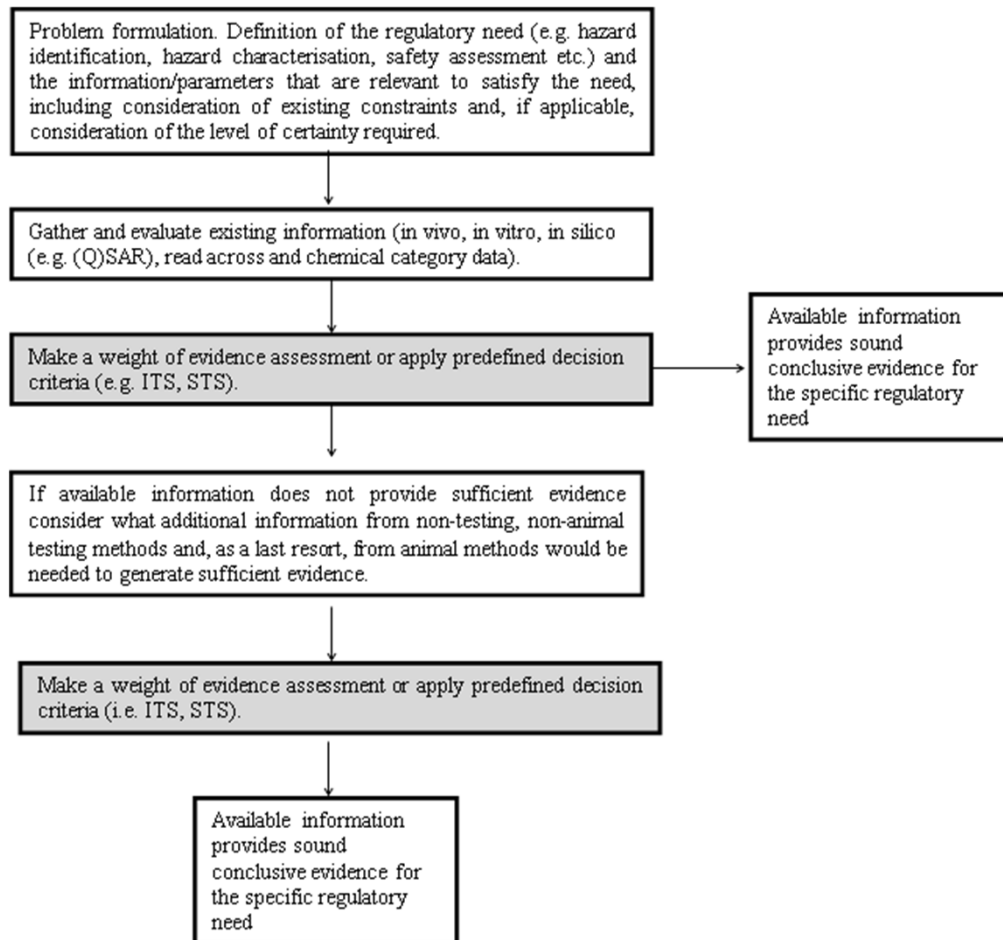 Problem formulation. Definition of the regulatory need (e.g. hazard
identification, hazard characterisation, safety assessment etc.) and
the information/parameters that are relevant to satisfy the need,
including consideration of existing constraints and, if applicable,
consideration of the level of certainty required.
Gather and evaluate existing information (in vivo, in vitro, in silico
(e.g. (Q)SAR), read across and chemical category data).
Make a weight of evidence assessment or apply predefined decision
criteria (e.g. ITS, STS).
Available information
provides sound
conclusive evidence for
the specific regulatory
need
If available information does not provide sufficient evidence
consider what additional information from non-testing, non-animal
testing methods and, as a last resort, from animal methods would be
needed to generate sufficient evidence.
Make a weight of evidence assessment or apply predefined decision
criteria (i.e. ITS, STS).
Available information
provides sound
conclusive evidence for
the specific regulatory
need